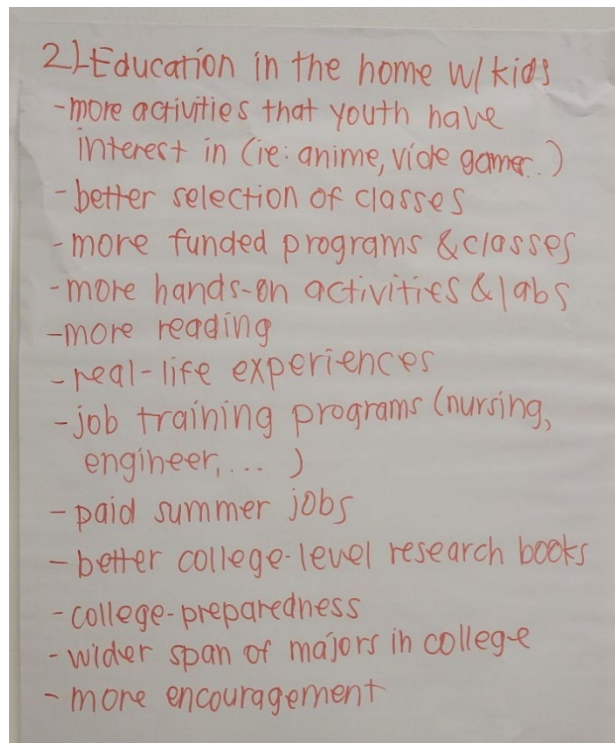 2) Education in the home w/ kids
- more activities that youth have
interest in (ie: anime, vide gamer..)
- better selection of classes
- more funded programs & classes
- more hands-on activities & labs
- more reading
- real-life experiences
- job training programs (nursing,
engineer, ... )
- paid summer jobs
- better college-level research books
- college-preparedness
- wider span of majors in college
- more encouragement